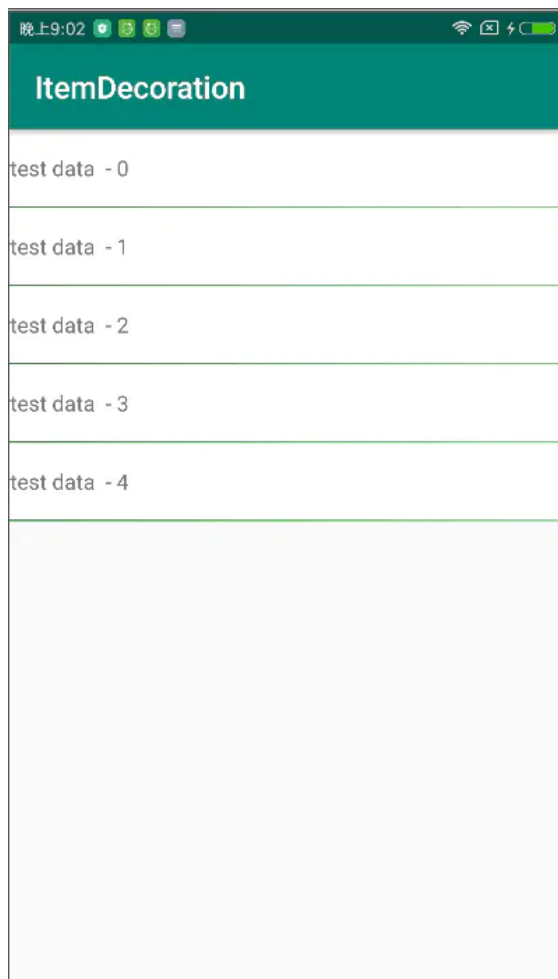 晚上9:02
ItemDecoration
test data - 0
test data - 1
test data - 2
test data - 3
test data - 4